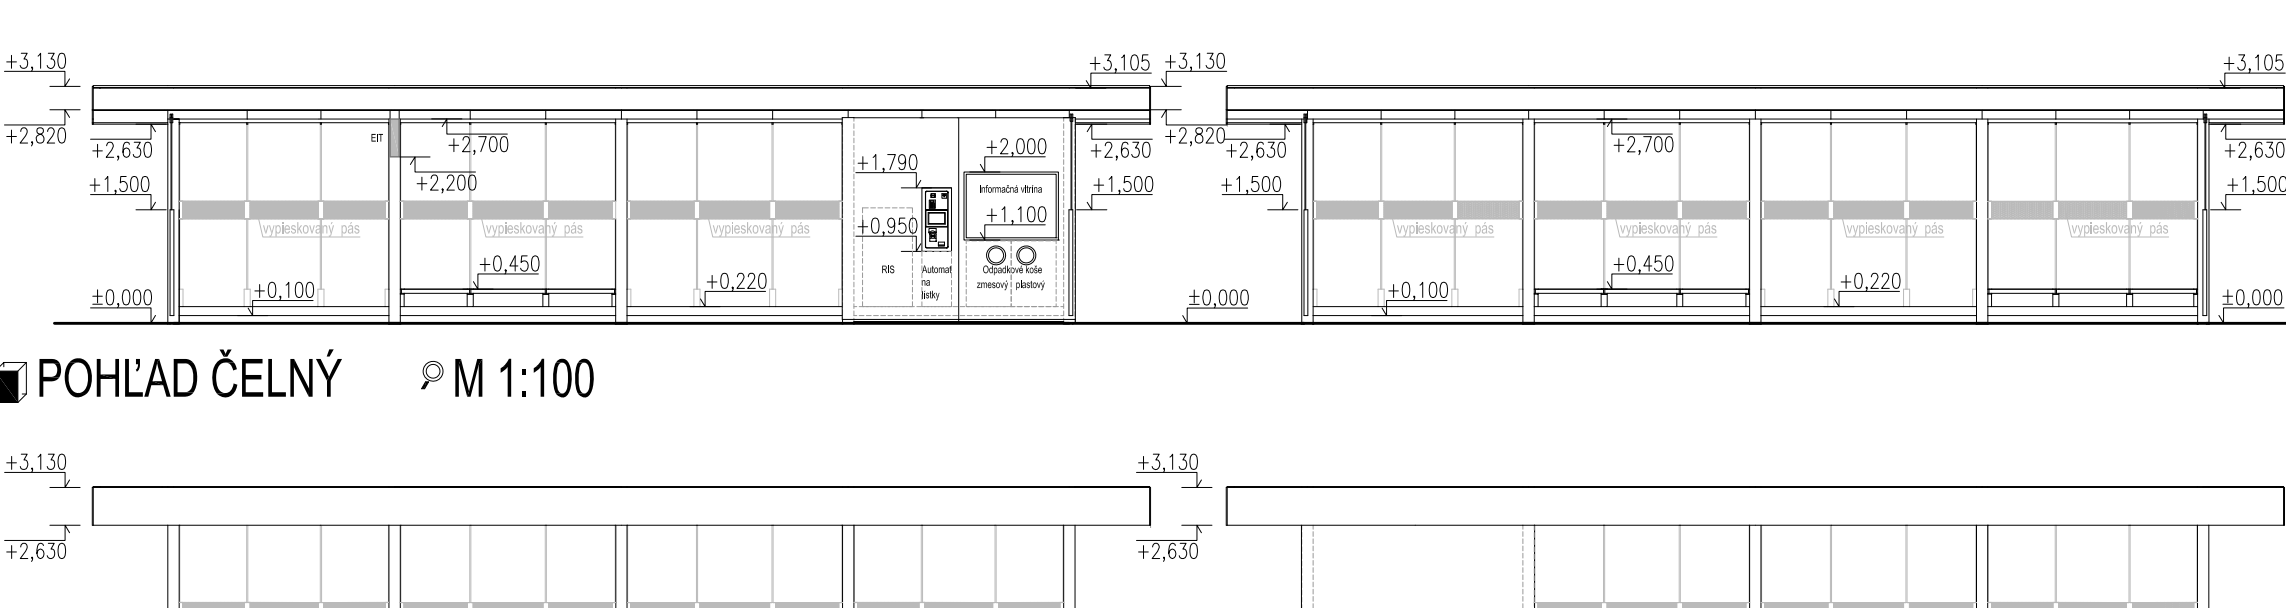 +3,130
+3,105
+3,130
+3,105
+2,820
+2,630
EIT
+2,700
+2,200
+1,790
+2,000
+2,630
+2,820
+2,630
+2,700
+2,630
+1,500
Informačná vitrína
+1,500
+1,500
+1,500
+0,950
+1,100
vypieskovaný pás
vypieskovaný pás
vypieskovaný pás
vypieskovaný pás
vypieskovaný pás
vypieskovaný pás
vypieskovaný pás
+0,450
RIS
Automat
na
lístky
Odpadkové koše
zmesový
plastový
+0,450
±0,000
+0,100
+0,220
±0,000
+0,100
+0,220
±0,000
POHĽAD ČELNÝ
M 1:100
+3,130
+3,130
+2,630
+2,630